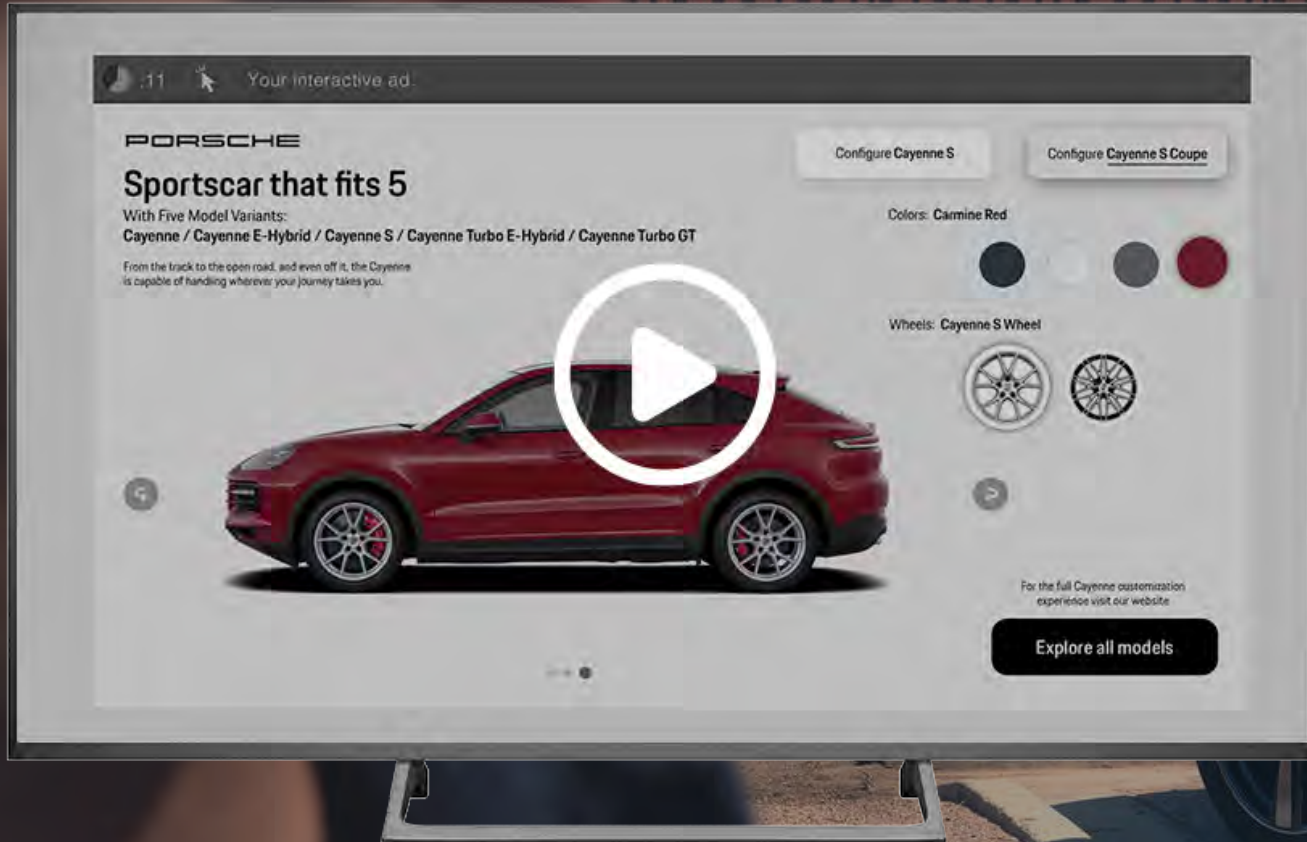 :11
Your interactive ad
PORSCHE
Sportscar that fits 5
With Five Model Variants:
Cayenne / Cayenne E-Hybrid / Cayenne S / Cayenne Turbo E-Hybrid / Cayenne Turbo GT
From the track to the open road, and even off it, the Cayenne
is capable of handling wherever your journey takes you.
Configure Cayenne S
Configure Cayenne S Coupe
Colors: Carmine Red
Wheels: Cayenne S Wheel
For the full Cayenne customization
experience visit our website
Explore all models